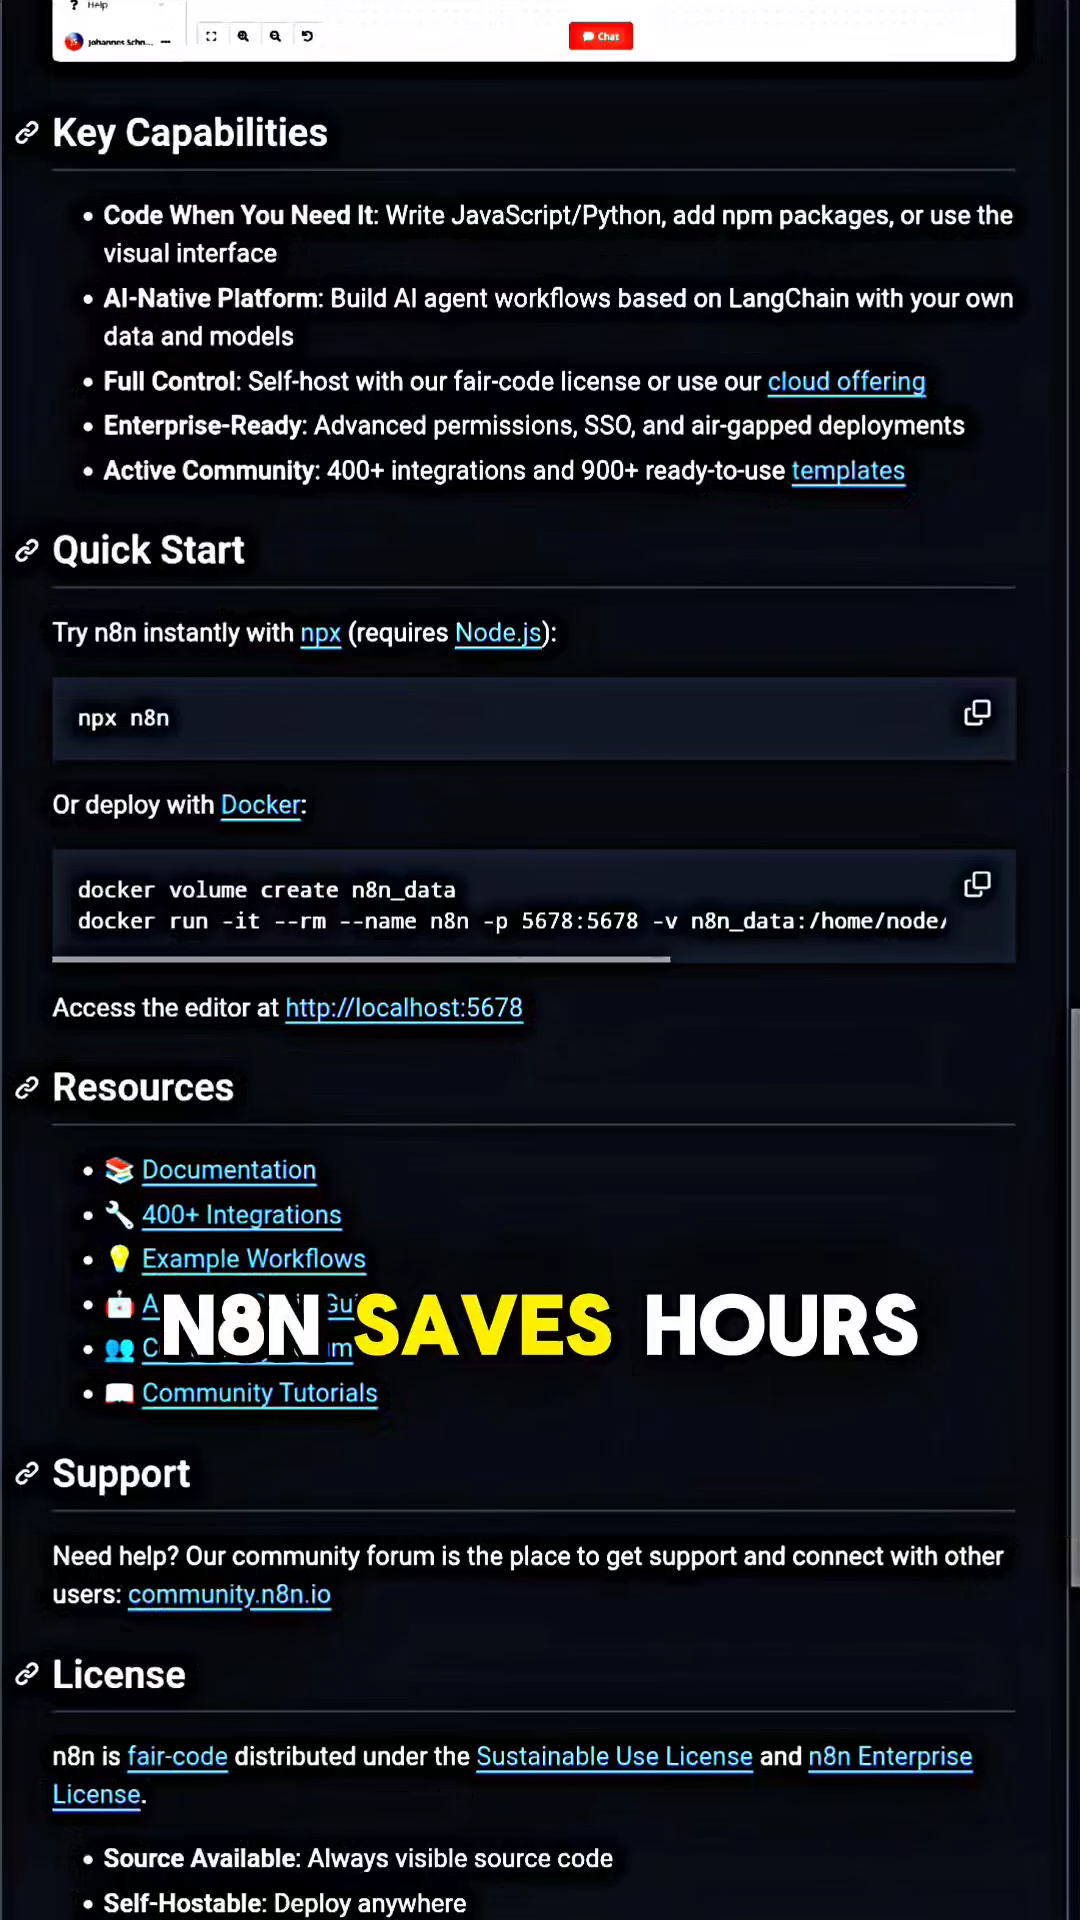 Help
Johannes Schn...
Chat
Key Capabilities
Code When You Need It: Write JavaScript/Python, add npm packages, or use the
visual interface
AI-Native Platform: Build AI agent workflows based on LangChain with your own
data and models
Full Control: Self-host with our fair-code license or use our cloud offering
Enterprise-Ready: Advanced permissions, SSO, and air-gapped deployments
Active Community: 400+ integrations and 900+ ready-to-use templates
Quick Start
Try n8n instantly with npx (requires Node.js):
npx n8n
Or deploy with Docker:
docker volume create n8n_data
docker run -it --rm --name n8n -p 5678:5678 -v n8n_data:/home/node/
Access the editor at http://localhost:5678
Resources
📚 Documentation
🔧 400+ Integrations
💡 Example Workflows
N8N SAVES HOURS
Community Tutorials
Support
Need help? Our community forum is the place to get support and connect with other
users: community.n8n.io
License
n8n is fair-code distributed under the Sustainable Use License and n8n Enterprise
License.
Source Available: Always visible source code
Self-Hostable: Deploy anywhere